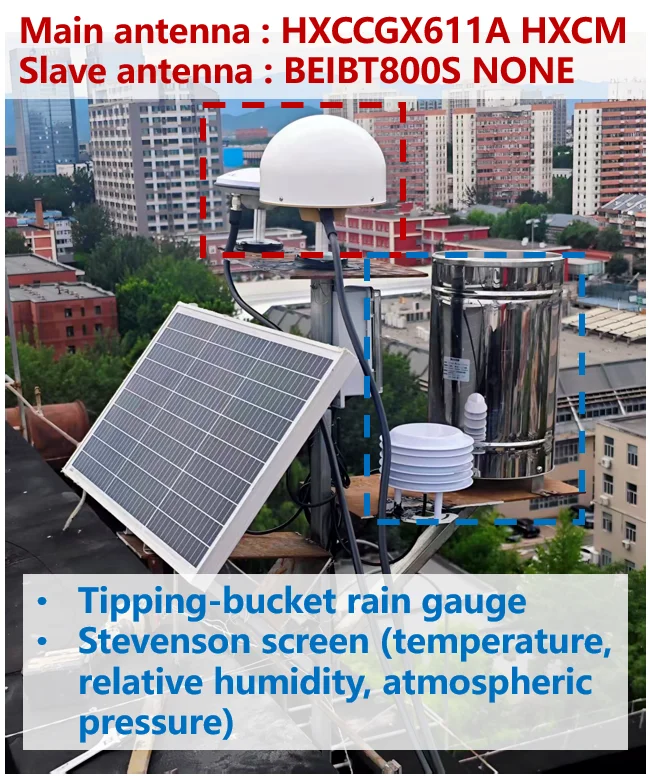 Main antenna : HXCCGX611A HXCM
Slave antenna : BEIBT800S NONE
• Tipping-bucket rain gauge
• Stevenson screen (temperature,
relative humidity, atmospheric
pressure)